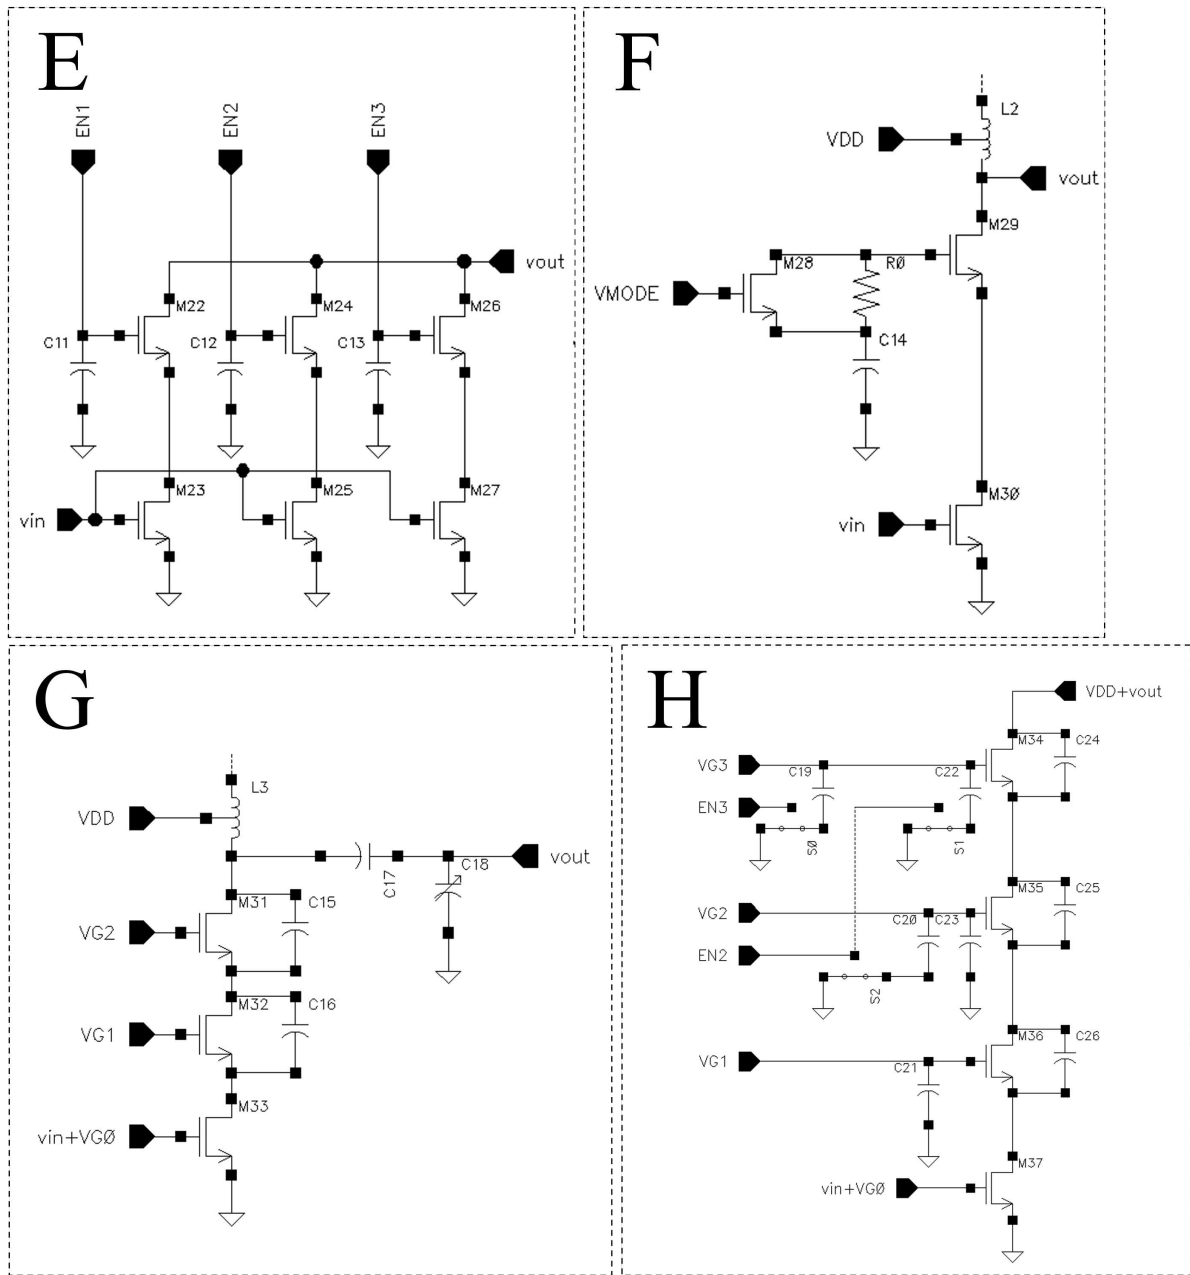 E
EN1
EN2
EN3
vout
M22
M24
M26
C11
C12
C13
M23
M25
M27
vin
F
L2
VDD
vout
M29
M28
RØ
VMODE
C14
M3Ø
vin
G
L3
VDD
vout
C17
C18
M31
C15
VG2
M32
C16
VG1
M33
vin+VGØ
H
VDD+vout
M34
C24
VG3
C19
C22
EN3
SØ
S1
M35
C25
VG2
C2Ø
C23
EN2
S2
M36
C26
VG1
C21
M37
vin+VGØ